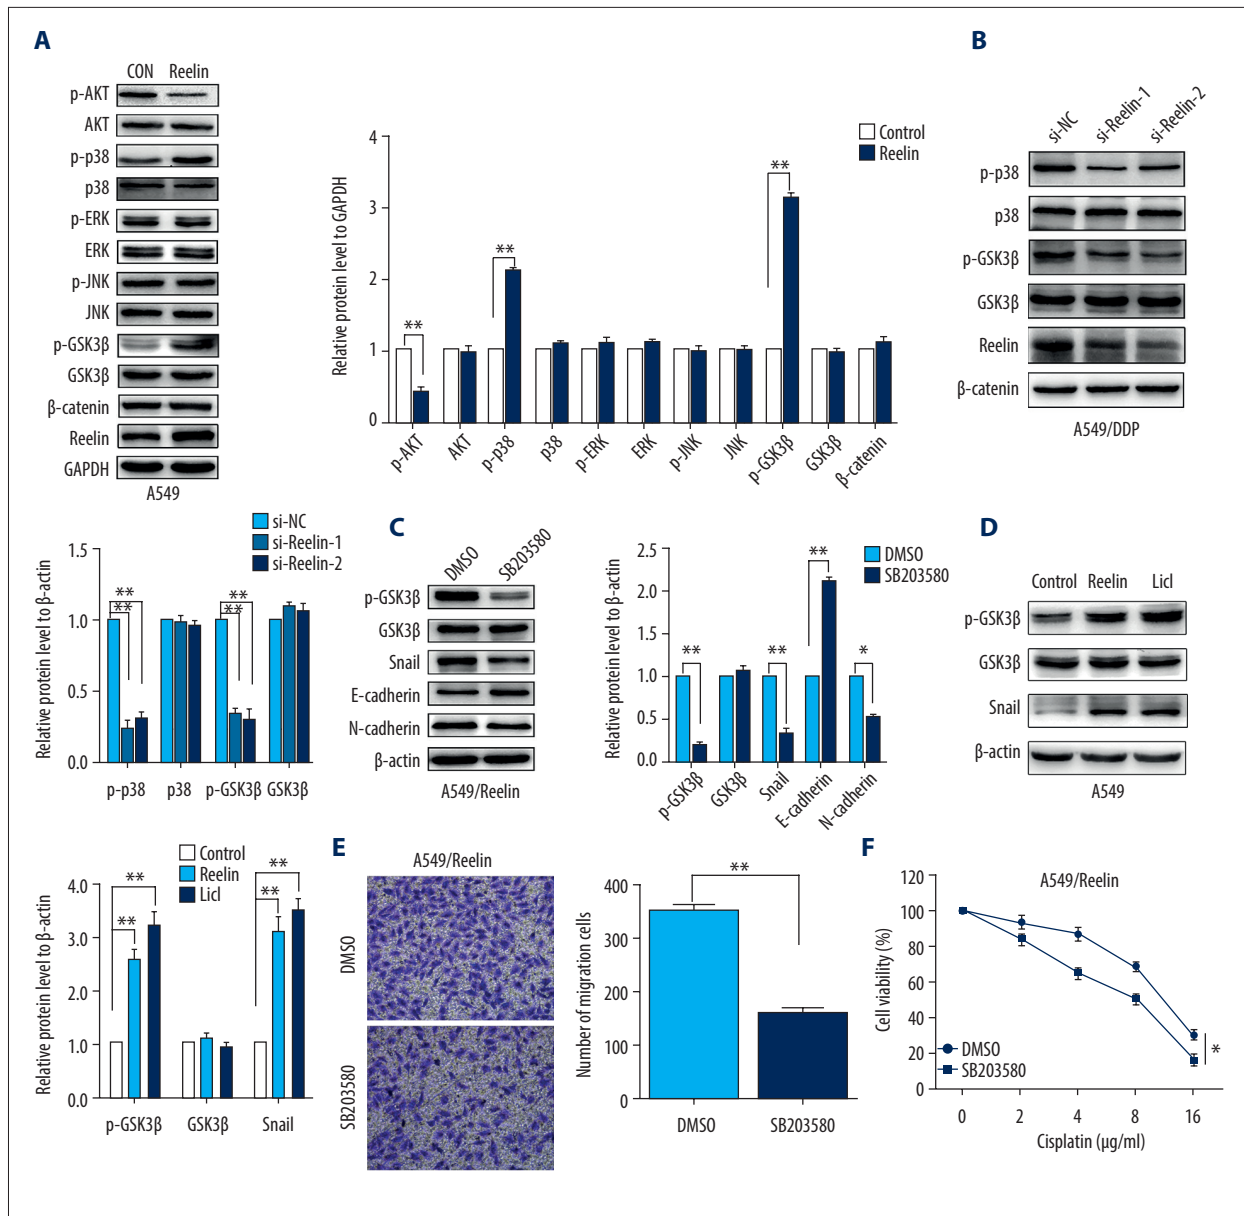 A
CON Reelin
p-AKT
AKT
p-p38
p38
p-ERK
ERK
p-JNK
JNK
p-GSK3β
GSK3β
β-catenin
Reelin
GAPDH
A549
Relative protein level to GAPDH
4
3
2
1
0
Control
Reelin
**
**
**
p-AKT
AKT
p-p38
p38
p-ERK
ERK
p-JNK
JNK
p-GSK3β
GSK3β
β-catenin
B
si-NC
si-Reelin-1
si-Reelin-2
p-p38
p38
p-GSK3β
GSK3β
Reelin
β-catenin
A549/DDP
si-NC
si-Reelin-1
si-Reelin-2
Relative protein level to β-actin
1.5
1.0
0.5
0.0
**
**
**
**
p-p38
p38
p-GSK3β
GSK3β
C
DMSO
SB203580
p-GSK3β
GSK3β
Snail
E-cadherin
N-cadherin
β-actin
A549/Reelin
Relative protein level to β-actin
2.5
2.0
1.5
1.0
0.5
0.0
DMSO
SB203580
**
**
**
*
p-GSK3β
GSK3β
Snail
E-cadherin
N-cadherin
D
Control Reelin Licl
p-GSK3β
GSK3β
Snail
β-actin
A549
Control
Reelin
Licl
Relative protein level to β-actin
4.0
3.0
2.0
1.0
0.0
**
**
**
**
p-GSK3β
GSK3β
Snail
E
A549/Reelin
DMSO
SB203580
Number of migration cells
400
300
200
100
0
**
DMSO
SB203580
F
A549/Reelin
Cell viability (%)
120
100
80
60
40
20
0
DMSO
SB203580
*
0
2
4
8
16
Cisplatin (µg/ml)